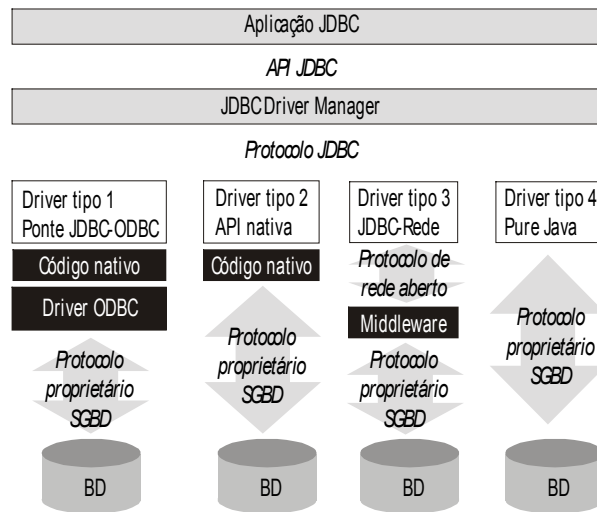 Aplicação JDBC
API JDBC
JDBC Driver Manager
Protocolo JDBC
Driver tipo 1
Ponte JDBC-ODBC
Código nativo
Driver ODBC
Protocolo
proprietário
SGBD
BD
Driver tipo 2
API nativa
Código nativo
Protocolo
proprietário
SGBD
BD
Driver tipo 3
JDBC-Rede
Protocolo de
rede aberto
Middleware
Protocolo
proprietário
SGBD
BD
Driver tipo 4
Pure Java
Protocolo
proprietário
SGBD
BD